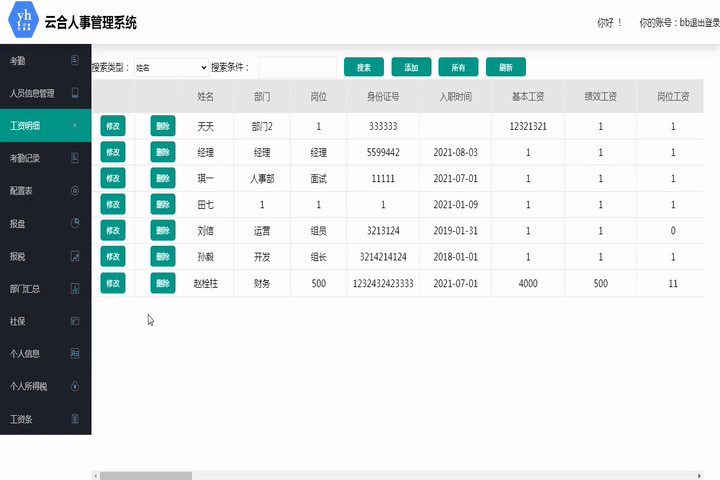 yh
云合人事管理系统
你好 ！ 你的账号：bb退出登录
考勤
人员信息管理
工资明细
考勤记录
配置表
报盘
报税
部门汇总
社保
个人信息
个人所得税
工资条
搜索类型： 姓名 搜索条件： 搜索 添加 所有 刷新
姓名 部门 岗位 身份证号 入职时间 基本工资 绩效工资 岗位工资
修改 删除 天天 部门2 1 333333 12321321 1 1
修改 删除 经理 经理 经理 5599442 2021-08-03 1 1 1
修改 删除 琪一 人事部 面试 11111 2021-07-01 1 1 1
修改 删除 田七 1 1 1 2021-01-09 1 1 1
修改 删除 刘信 运营 组员 3213124 2019-01-31 1 1 0
修改 删除 孙毅 开发 组长 3214214124 2018-01-01 1 1 1
修改 删除 赵栓柱 财务 500 1232432423333 2021-07-01 4000 500 11